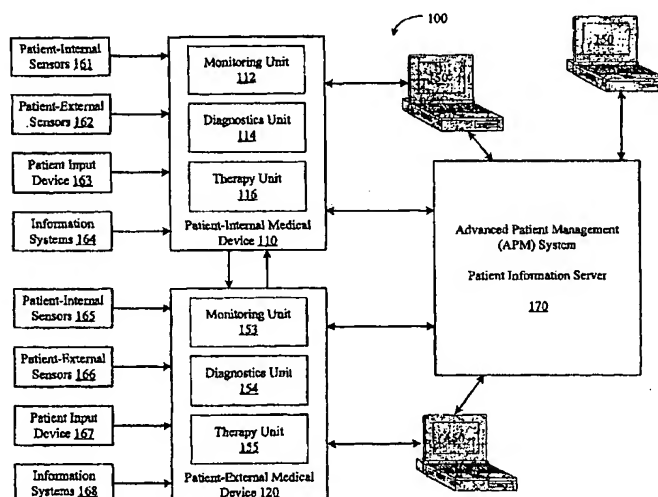 100
Patient-Internal
Sensors 161
Patient-External
Sensors 162
Patient Input
Device 163
Information
Systems 164
Monitoring Unit
112
Diagnostics Unit
114
Therapy Unit
116
Patient-Internal Medical
Device 110
150
150
Advanced Patient Management
(APM) System
Patient Information Server
170
Patient-Internal
Sensors 165
Patient-External
Sensors 166
Patient Input
Device 167
Information
Systems 168
Monitoring Unit
153
Diagnostics Unit
154
Therapy Unit
155
Patient-External Medical
Device 120